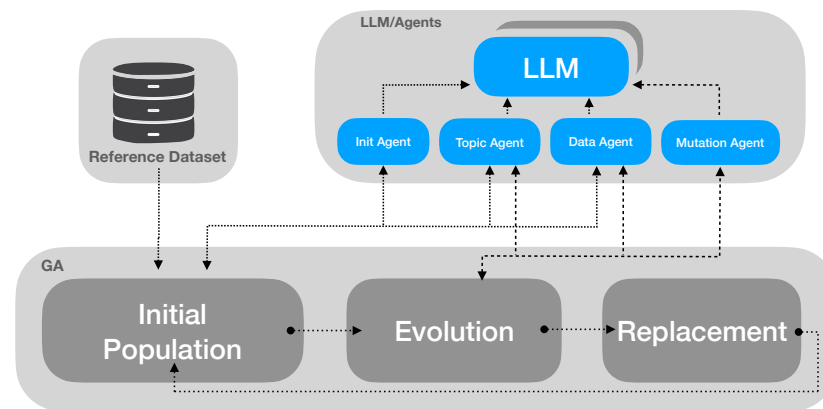 LLM/Agents
LLM
Reference Dataset
Init Agent
Topic Agent
Data Agent
Mutation Agent
GA
Initial
Population
Evolution
Replacement